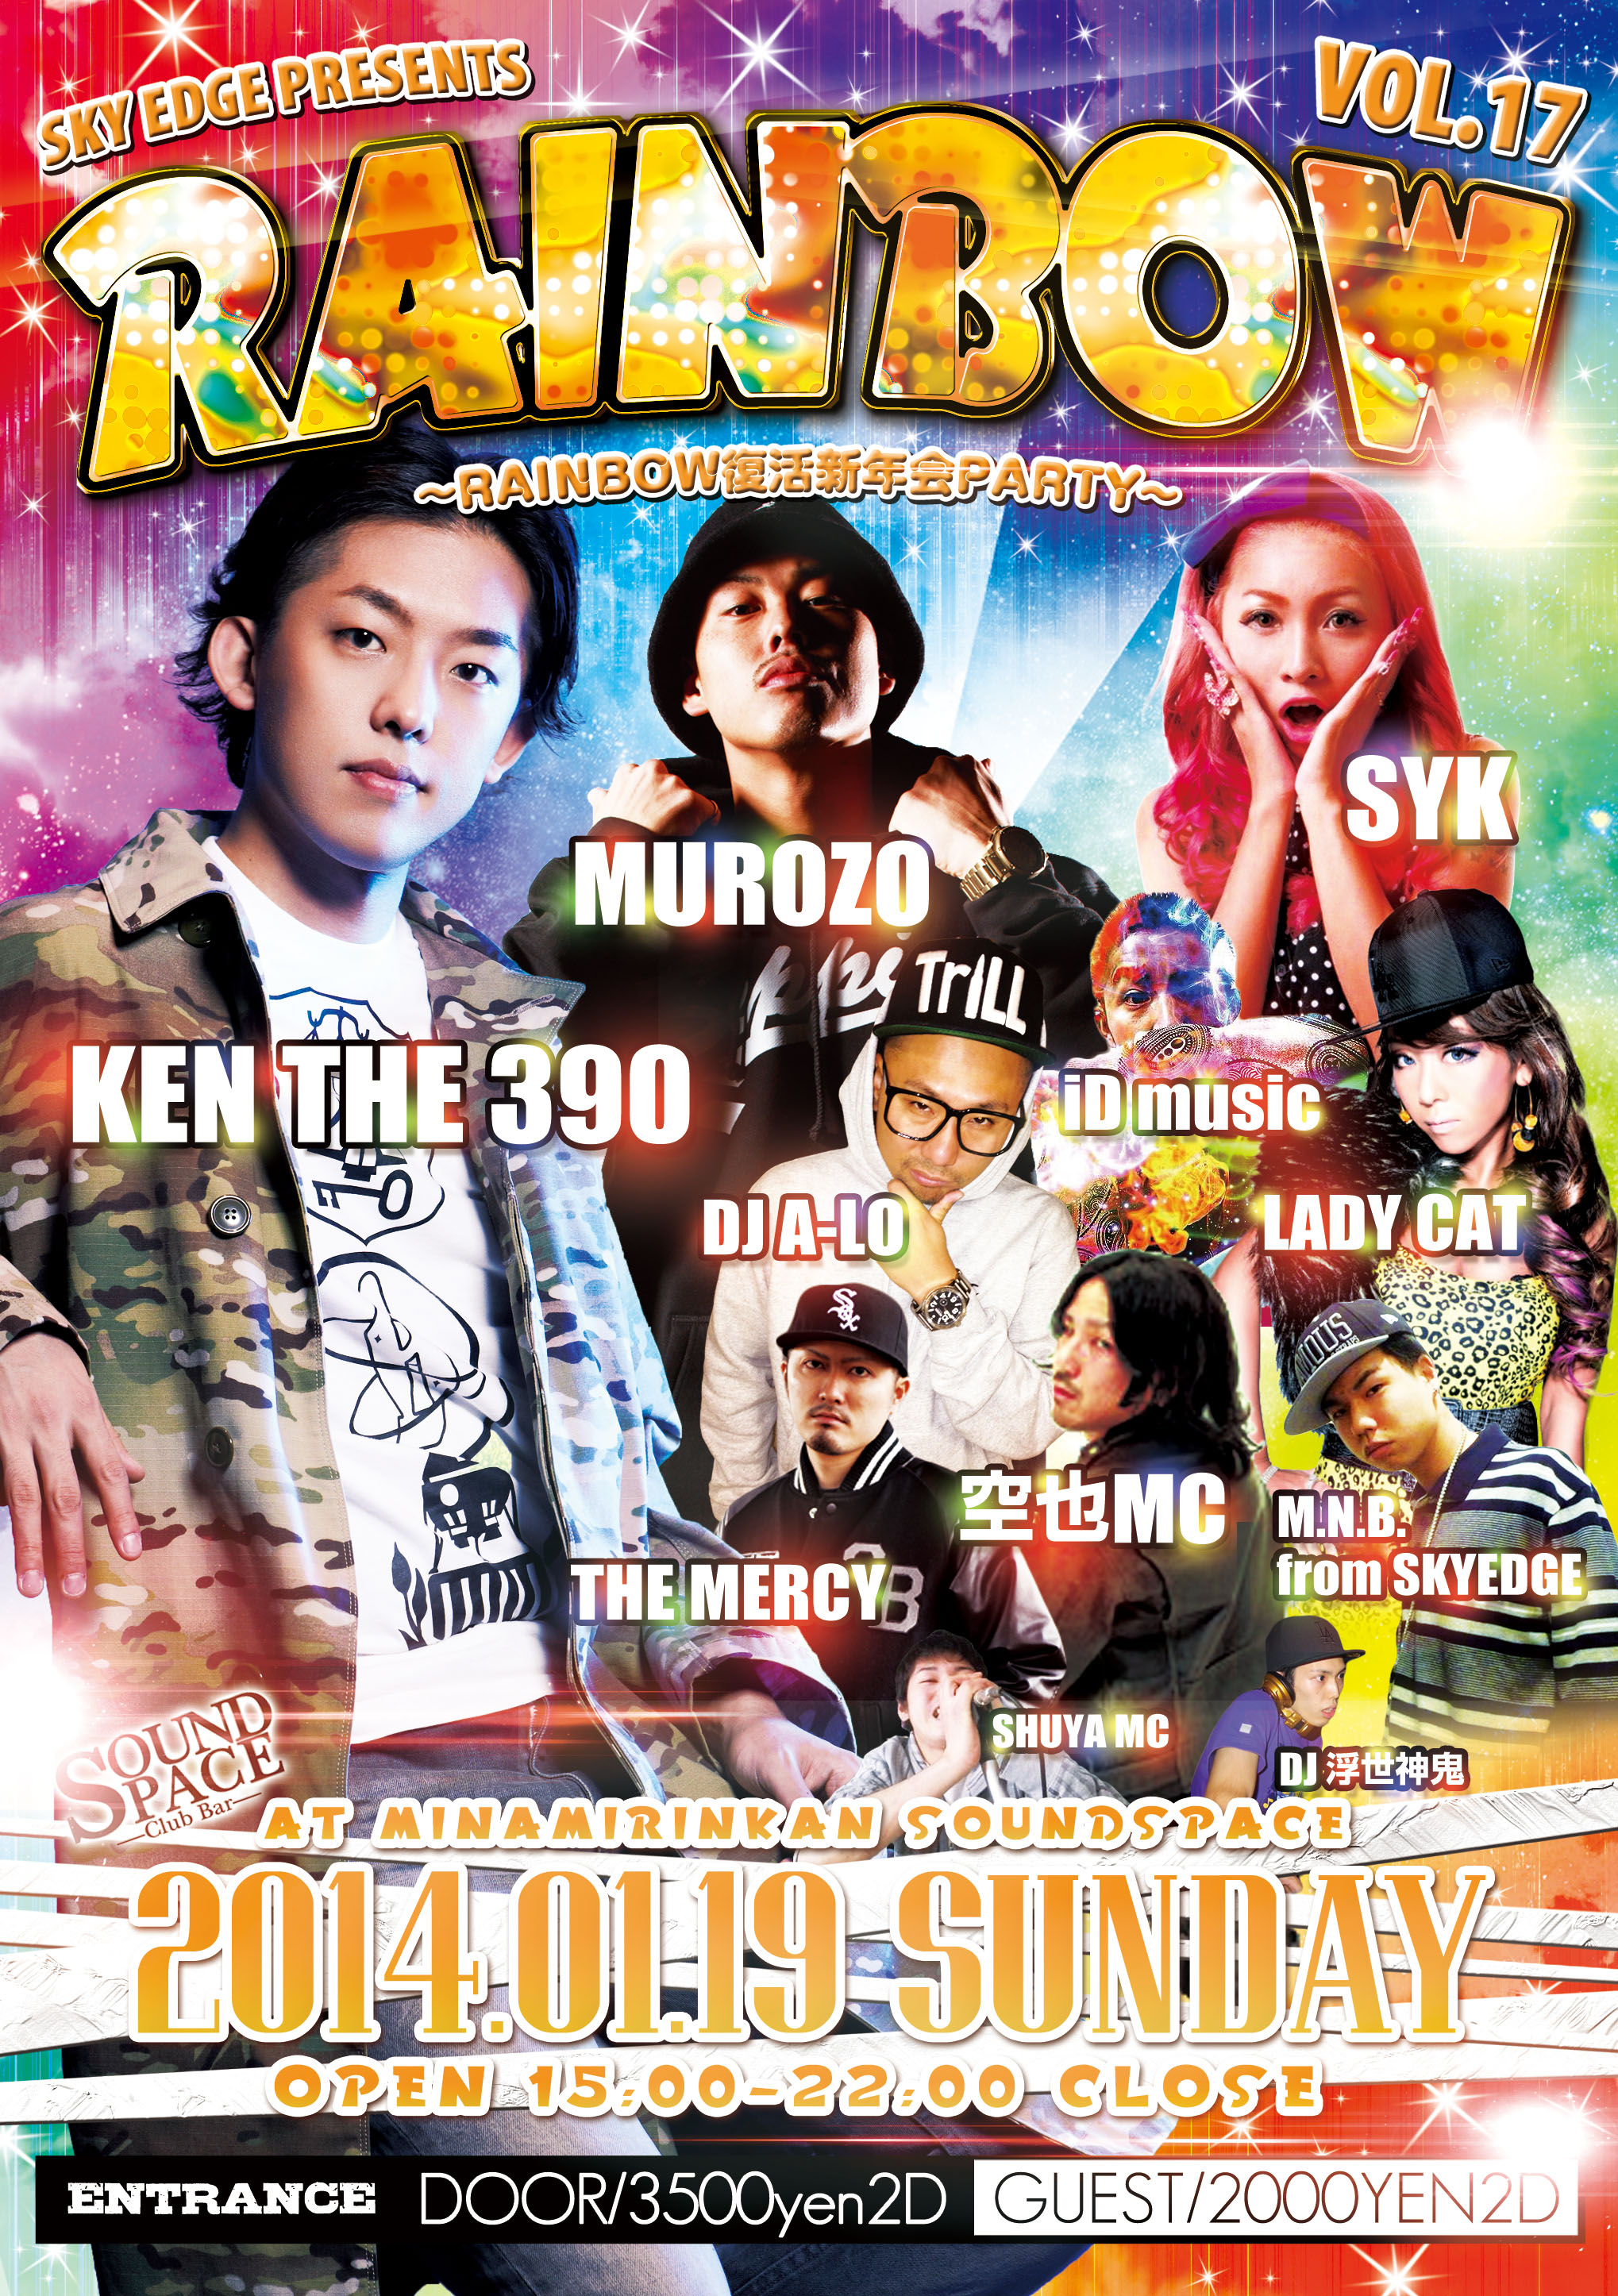 SKY EDGE PRESENTS
VOL.17
RAINBOW
~RAINBOW復活新年会PARTY~
SYK
MUROZO
TrILL
KEN THE 390
iD music
DJ A-LO
LADY CAT
空也MC
M.N.B.
from SKYEDGE
THE MERCY
SHUYA MC
DJ 浮世神鬼
SOUND
SPACE
—Club Bar—
AT MINAMIRINKAN SOUNDSPACE
2014.01.19 SUNDAY
OPEN 15:00-22:00 CLOSE
ENTRANCE DOOR/3500yen2D GUEST/2000YEN2D